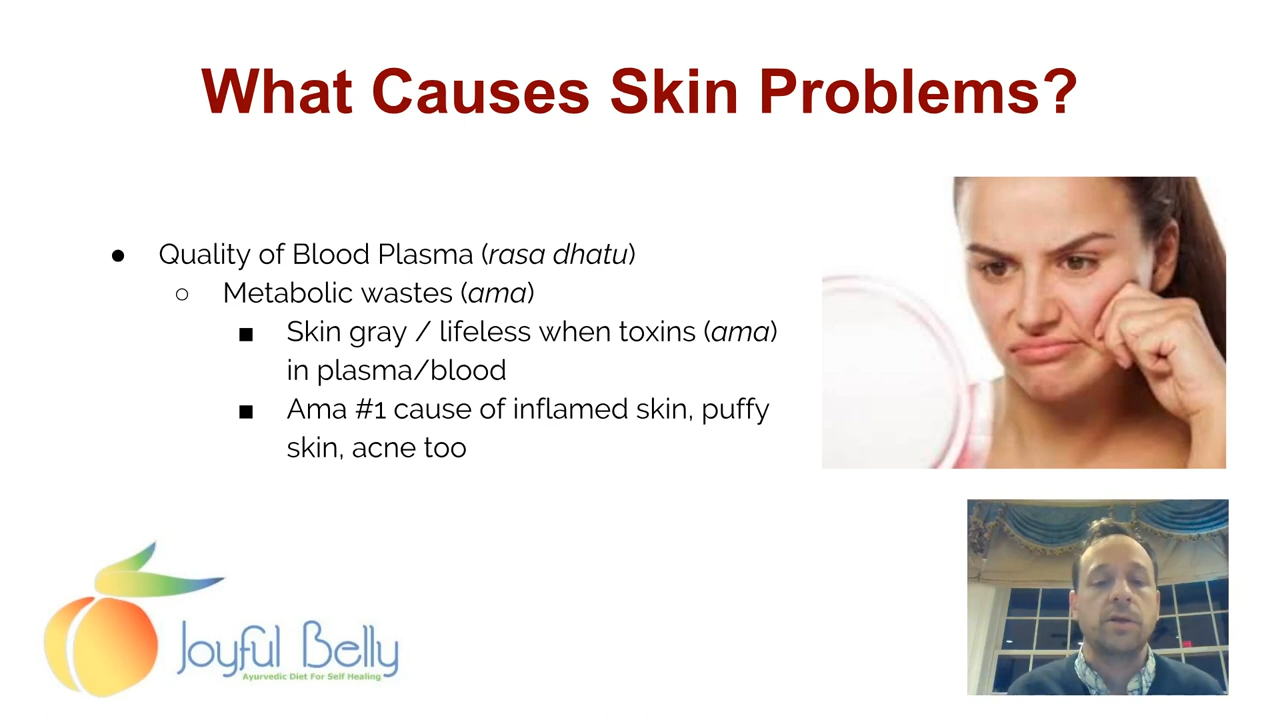 What Causes Skin Problems?
● Quality of Blood Plasma (rasa dhatu)
○ Metabolic wastes (ama)
■ Skin gray / lifeless when toxins (ama)
in plasma/blood
■ Ama #1 cause of inflamed skin, puffy
skin, acne too
Joyful Belly
Ayurvedic Diet For Self Healing